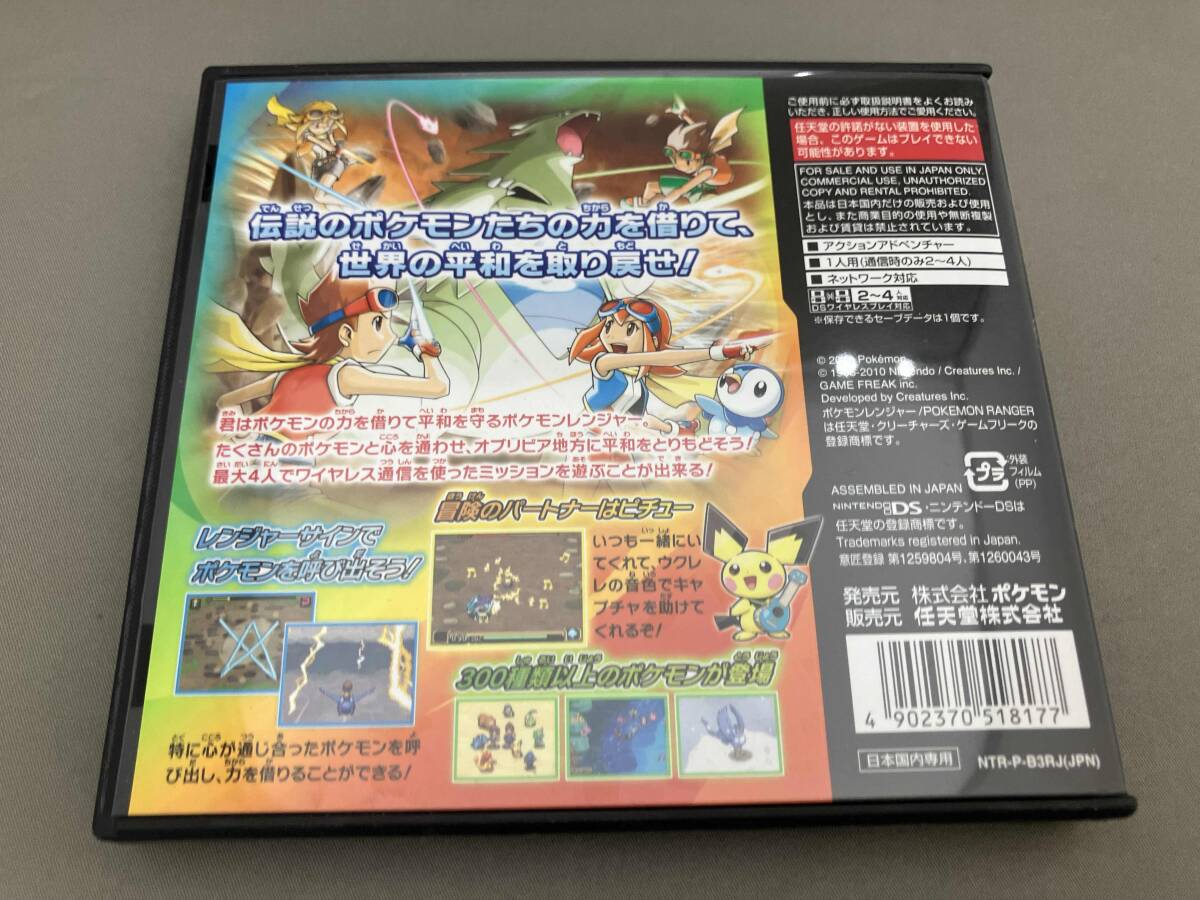 伝説のポケモンたちの力を借りて、
世界の平和を取り戻せ!
君はポケモンの力を借りて平和を守るポケモンレンジャー。
たくさんのポケモンと心を通わせ、オブリビア地方に平和をとりもどそう!
最大4人でワイヤレス通信を使ったミッションを遊ぶことが出来る!
レンジャーサインで
ポケモンを呼び出そう!
特に心が通じ合ったポケモンを呼
び出し、力を借りることができる!
冒険のパートナーはピチュー
いつも一緒にい
てくれて、ウクレ
レの音色でキャ
プチャを助けて
くれるぞ!
300種類以上のポケモンが登場
ご使用前に必ず取扱説明書をよくお読み
いただき、正しい使用方法でご愛用ください。
任天堂の許諾がない装置を使用した
場合、このゲームはプレイできない
可能性があります。
FOR SALE AND USE IN JAPAN ONLY.
COMMERCIAL USE, UNAUTHORIZED
COPY AND RENTAL PROHIBITED.
本品は日本国内だけの販売および使用
とし、また商業目的の使用や無断複製
および賃貸は禁止されています。
■ アクションアドベンチャー
■ 1人用(通信時のみ2〜4人)
■ ネットワーク対応
2〜4人対応
DSワイヤレスプレイ対応
※保存できるセーブデータは1個です。
Pokémon
-2010 Nintendo / Creatures Inc. /
GAME FREAK inc.
Developed by Creatures Inc.
ポケモンレンジャー/POKEMON RANGER
は任天堂・クリーチャーズ・ゲームフリークの
登録商標です。
プラ
外装
フィルム
(PP)
ASSEMBLED IN JAPAN
NINTENDO DS・ニンテンドーDSは
任天堂の登録商標です。
Trademarks registered in Japan.
意匠登録 第1259804号, 第1260043号
発売元 株式会社 ポケモン
販売元 任天堂株式会社
4 902370 518177
日本国内専用
NTR-P-B3RJ(JPN)